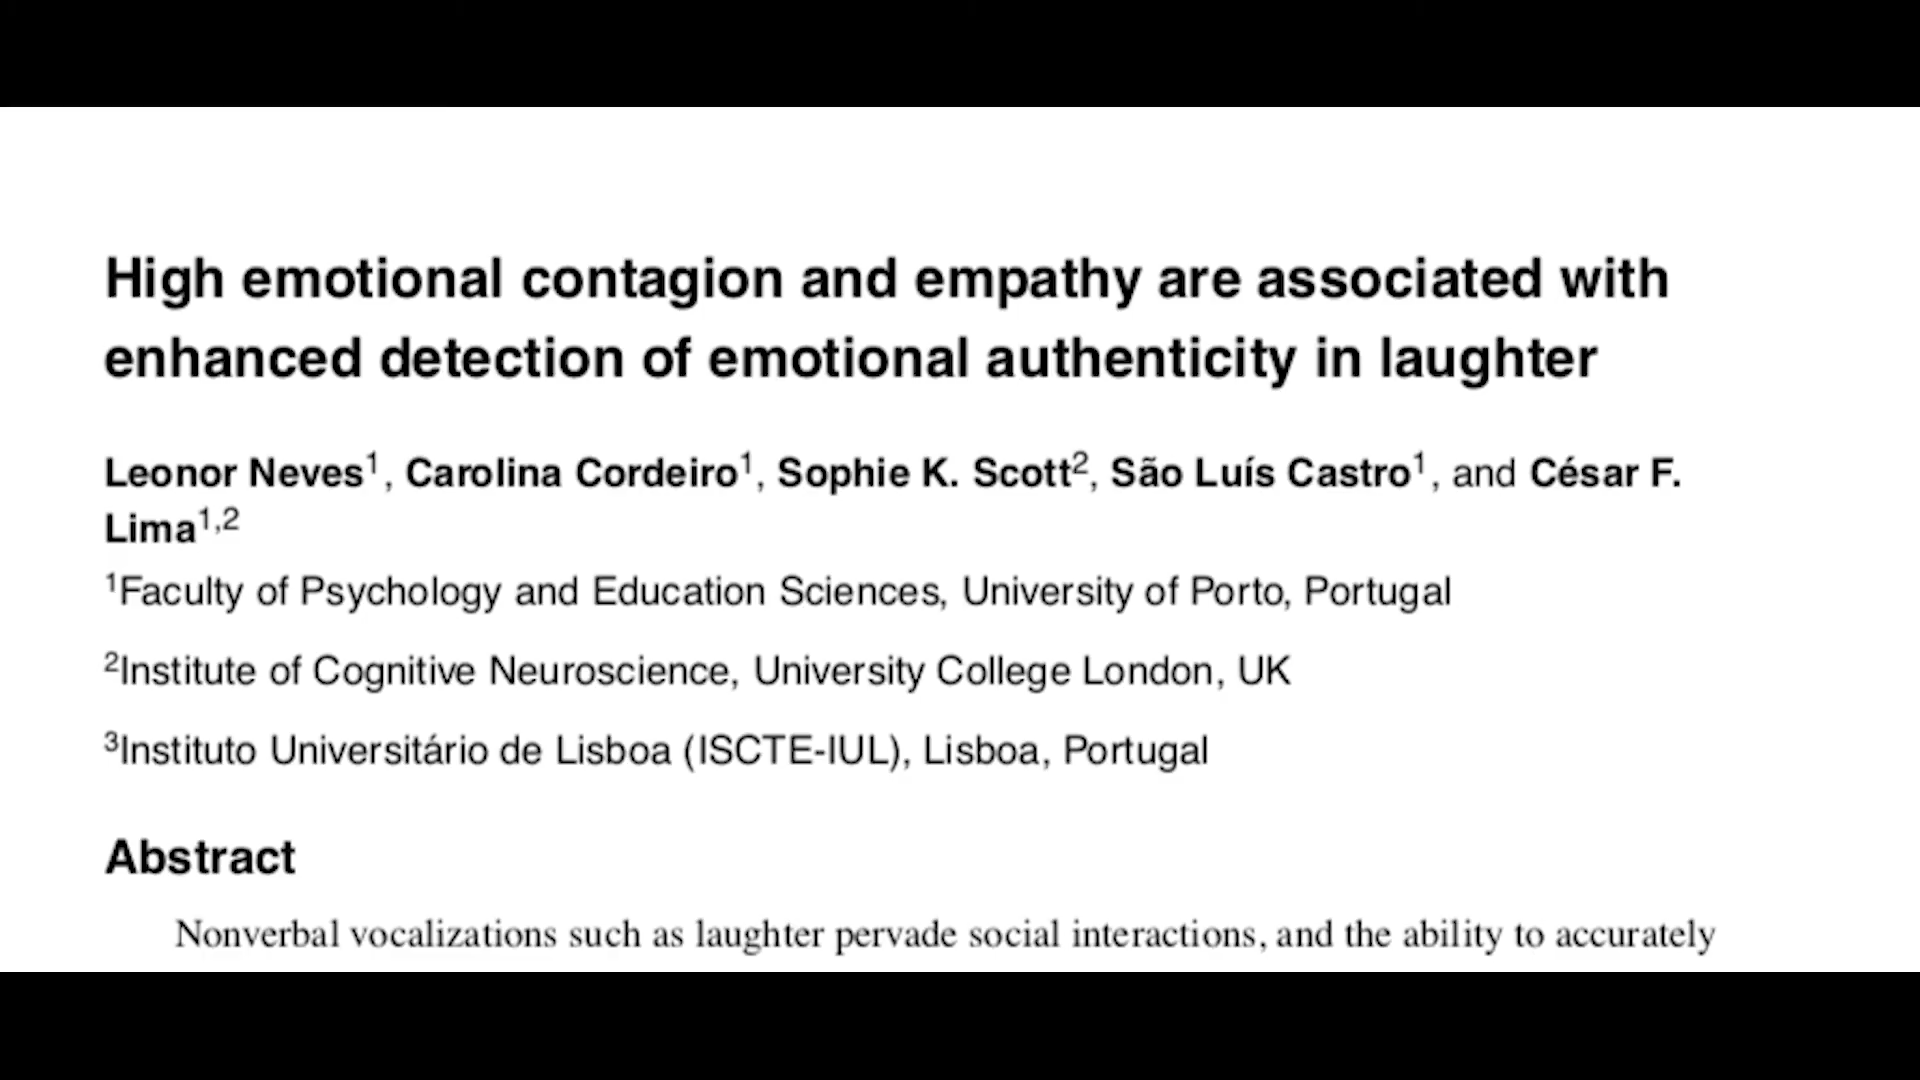 High emotional contagion and empathy are associated with
enhanced detection of emotional authenticity in laughter
Leonor Neves1, Carolina Cordeiro1, Sophie K. Scott2, São Luís Castro1, and César F.
Lima1,2
1Faculty of Psychology and Education Sciences, University of Porto, Portugal
2Institute of Cognitive Neuroscience, University College London, UK
3Instituto Universitário de Lisboa (ISCTE-IUL), Lisboa, Portugal
Abstract
Nonverbal vocalizations such as laughter pervade social interactions, and the ability to accurately